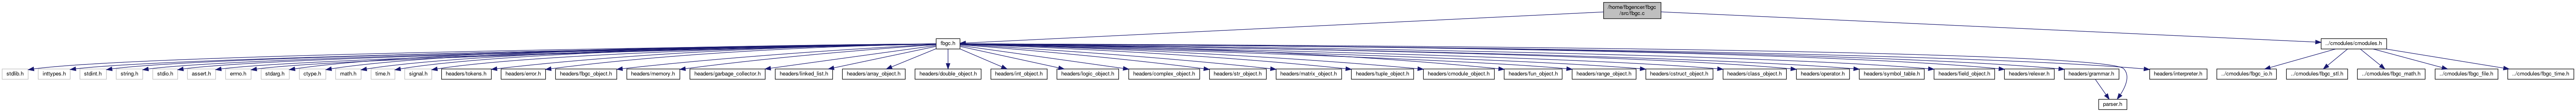 /home/fbgencer/fbgc
/src/fbgc.c
fbgc.h
../cmodules/cmodules.h
stdlib.h
inttypes.h
stdint.h
string.h
stdio.h
assert.h
errno.h
stdarg.h
ctype.h
math.h
time.h
signal.h
headers/tokens.h
headers/error.h
headers/fbgc_object.h
headers/memory.h
headers/garbage_collector.h
headers/linked_list.h
headers/array_object.h
headers/double_object.h
headers/int_object.h
headers/logic_object.h
headers/complex_object.h
headers/str_object.h
headers/matrix_object.h
headers/tuple_object.h
headers/cmodule_object.h
headers/fun_object.h
headers/range_object.h
headers/cstruct_object.h
headers/class_object.h
headers/operator.h
headers/symbol_table.h
headers/field_object.h
headers/relexer.h
headers/grammar.h
headers/interpreter.h
../cmodules/fbgc_io.h
../cmodules/fbgc_stl.h
../cmodules/fbgc_math.h
../cmodules/fbgc_file.h
../cmodules/fbgc_time.h
parser.h